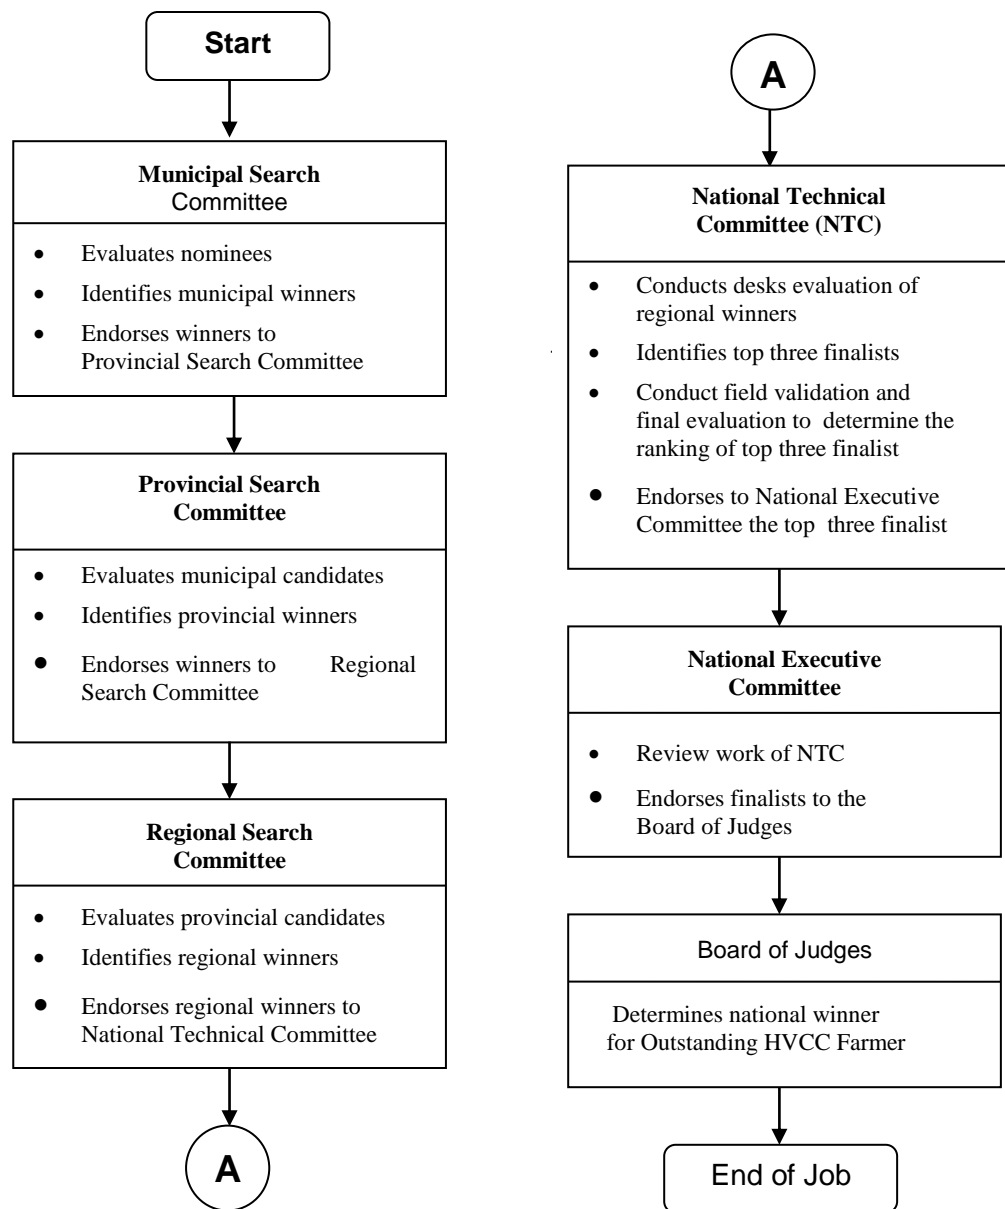 Start
Municipal Search
Committee
• Evaluates nominees
• Identifies municipal winners
• Endorses winners to
Provincial Search Committee
Provincial Search
Committee
• Evaluates municipal candidates
• Identifies provincial winners
• Endorses winners to Regional
Search Committee
Regional Search
Committee
• Evaluates provincial candidates
• Identifies regional winners
• Endorses regional winners to
National Technical Committee
A
A
National Technical
Committee (NTC)
• Conducts desks evaluation of
regional winners
• Identifies top three finalists
• Conduct field validation and
final evaluation to determine the
ranking of top three finalist
• Endorses to National Executive
Committee the top three finalist
National Executive
Committee
• Review work of NTC
• Endorses finalists to the
Board of Judges
Board of Judges
Determines national winner
for Outstanding HVCC Farmer
End of Job